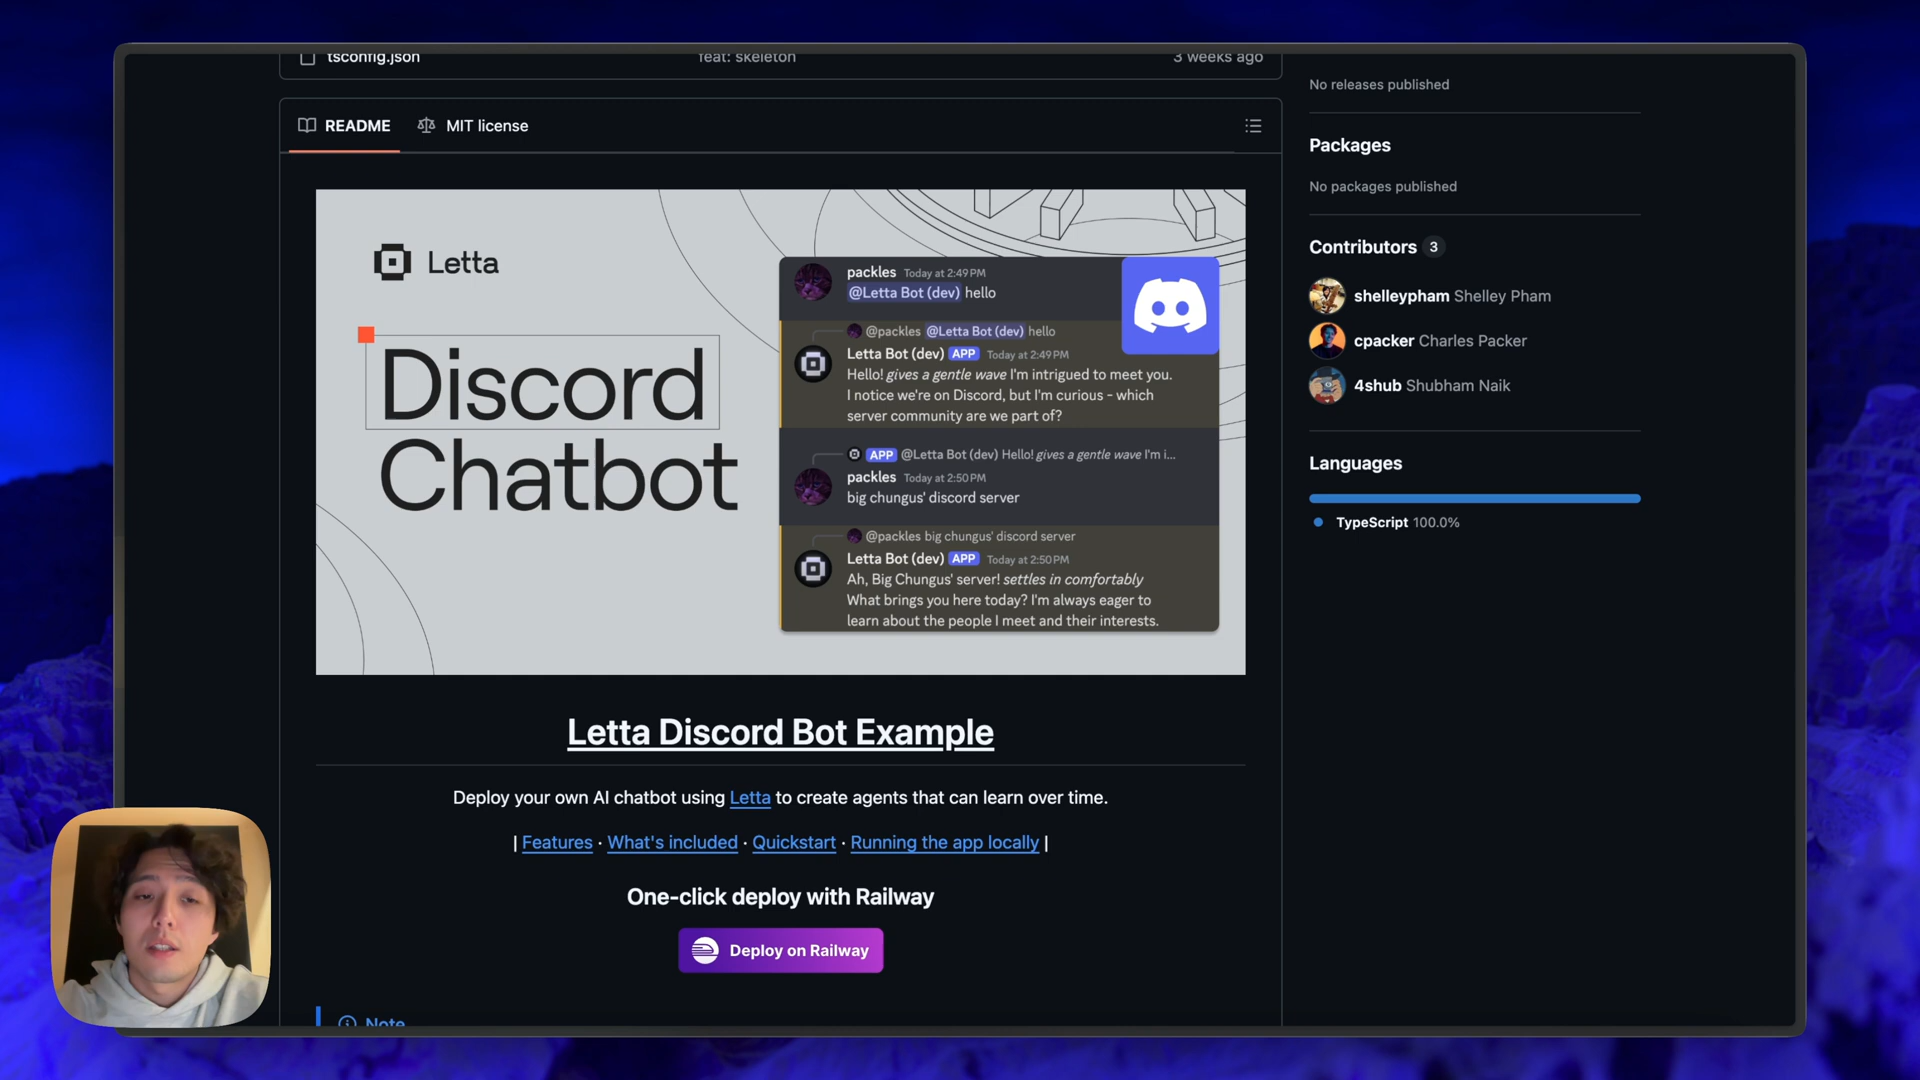 tsconfig.json feat: skeleton 3 weeks ago
README MIT license
Letta
Discord
Chatbot
packles Today at 2:49 PM
@Letta Bot (dev) hello
@packles @Letta Bot (dev) hello
Letta Bot (dev) APP Today at 2:49 PM
Hello! gives a gentle wave I'm intrigued to meet you.
I notice we're on Discord, but I'm curious - which
server community are we part of?
APP @Letta Bot (dev) Hello! gives a gentle wave I'm i...
packles Today at 2:50 PM
big chungus' discord server
@packles big chungus' discord server
Letta Bot (dev) APP Today at 2:50 PM
Ah, Big Chungus' server! settles in comfortably
What brings you here today? I'm always eager to
learn about the people I meet and their interests.
Letta Discord Bot Example
Deploy your own AI chatbot using Letta to create agents that can learn over time.
| Features · What's included · Quickstart · Running the app locally |
One-click deploy with Railway
Deploy on Railway
Note
No releases published
Packages
No packages published
Contributors 3
shelleypham Shelley Pham
cpacker Charles Packer
4shub Shubham Naik
Languages
TypeScript 100.0%